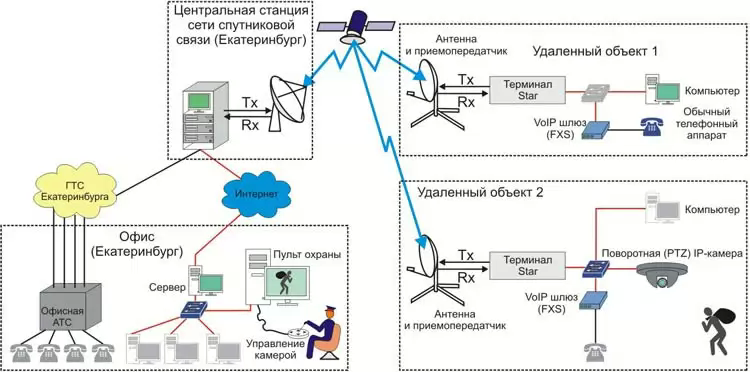 Центральная станция
сети спутниковой
связи (Екатеринбург)
Tx
Rx
ГТС
Екатеринбурга
Интернет
Офис
(Екатеринбург)
Пульт охраны
Сервер
Офисная
АТС
Управление
камерой
Антенна
и приемопередатчик
Удаленный объект 1
Tx
Rx
Терминал
Star
Компьютер
VoIP шлюз
(FXS)
Обычный
телефонный
аппарат
Удаленный объект 2
Компьютер
Tx
Rx
Терминал
Star
Поворотная (PTZ) IP-камера
Антенна
и приемопередатчик
VoIP шлюз
(FXS)